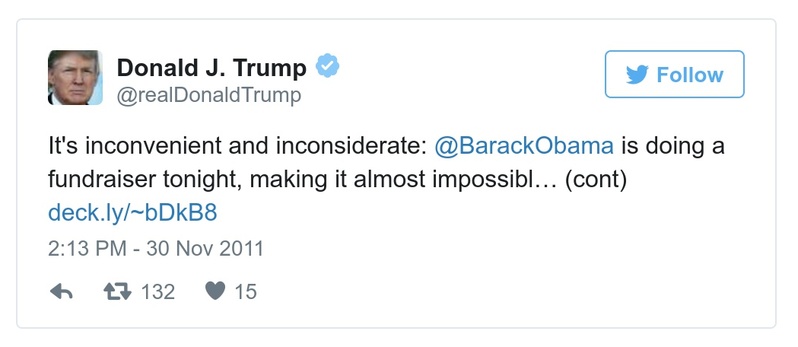 Donald J. Trump
Follow
@realDonaldTrump
It's inconvenient and inconsiderate: @BarackObama is doing a
fundraiser tonight, making it almost impossibl… (cont)
deck.ly/~bDkB8
2:13 PM - 30 Nov 2011
132 15